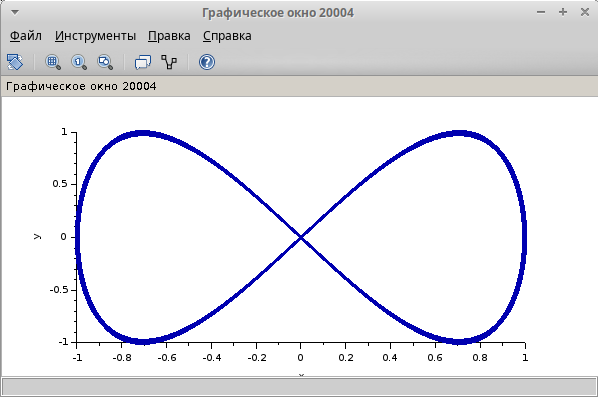 Графическое окно 20004
Файл Инструменты Правка Справка
Графическое окно 20004
1
0.5
0
-0.5
-1
y
-1 -0.8 -0.6 -0.4 -0.2 0 0.2 0.4 0.6 0.8 1